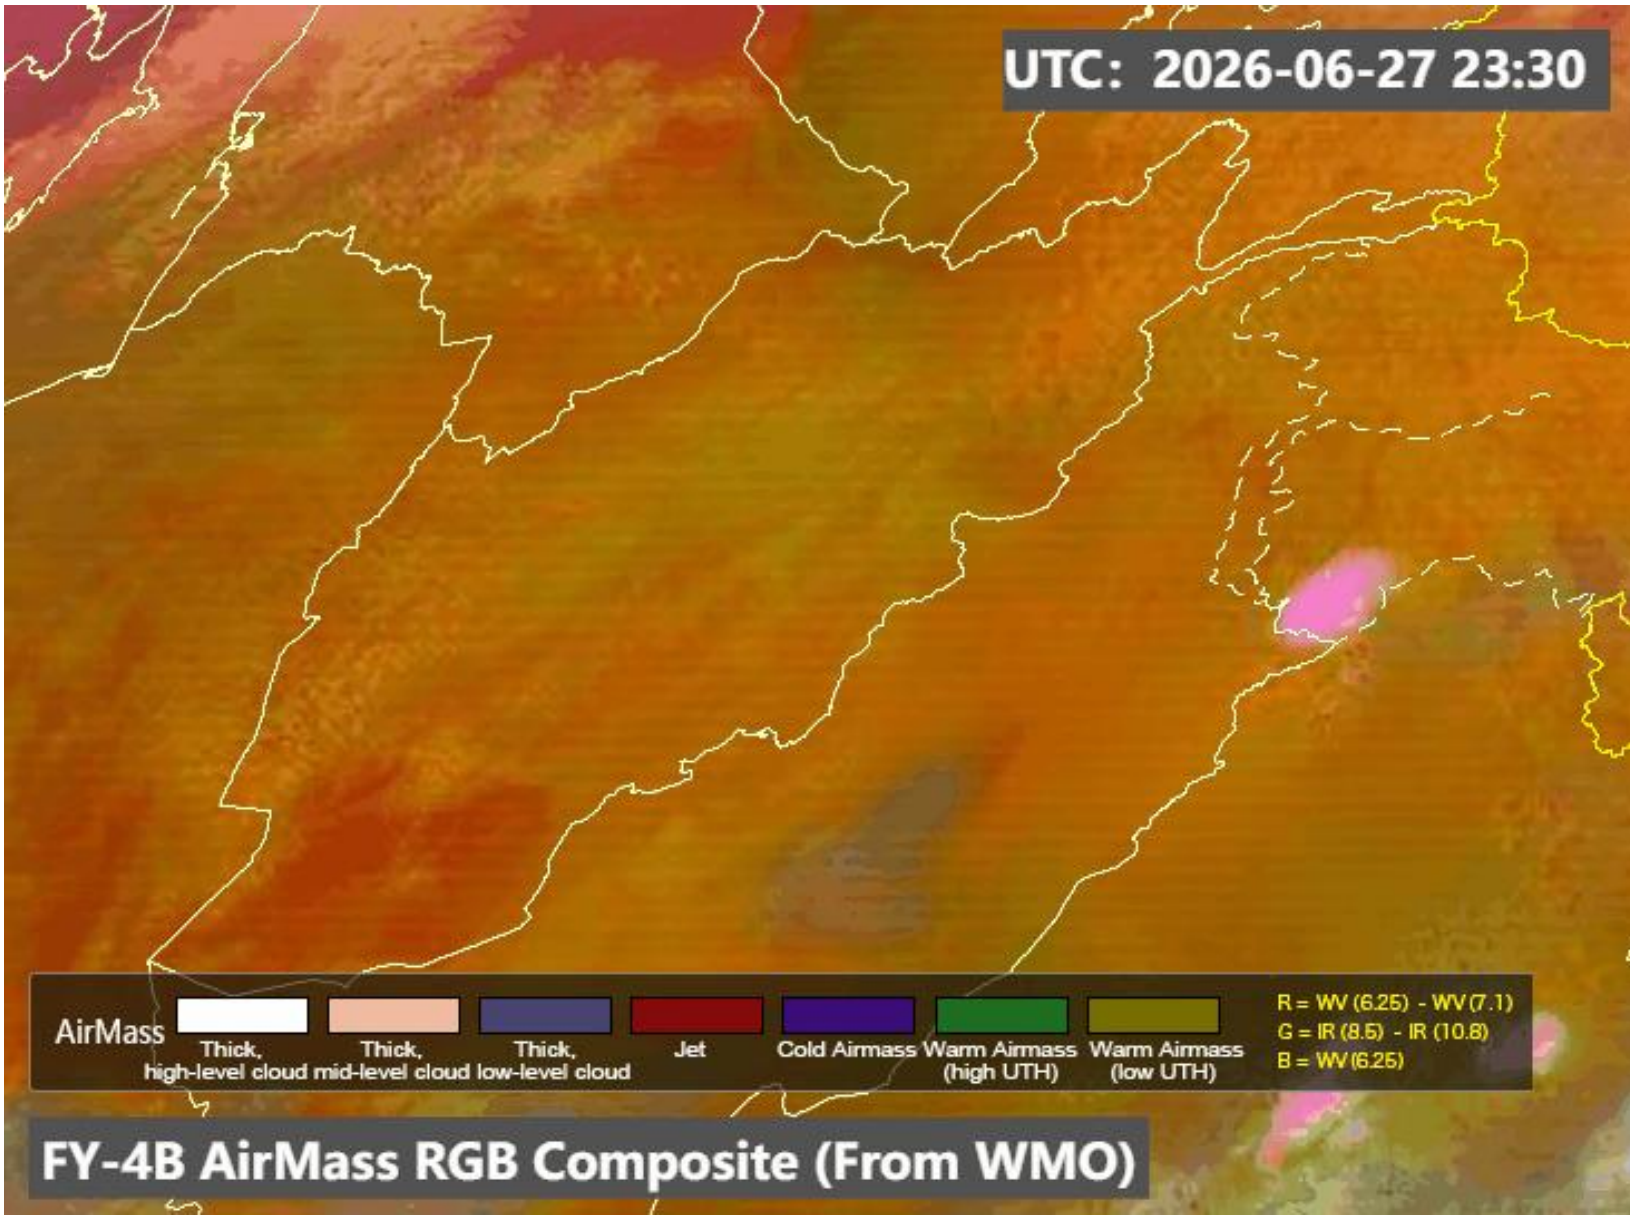 UTC: 2026-06-27 23:30
AirMass
Thick,
high-level cloud
Thick,
mid-level cloud
Thick,
low-level cloud
Jet
Cold Airmass
Warm Airmass
(high UTH)
Warm Airmass
(low UTH)
R = WV (6.25) - WV (7.1)
G = IR (8.5) - IR (10.8)
B = WV (6.25)
FY-4B AirMass RGB Composite (From WMO)